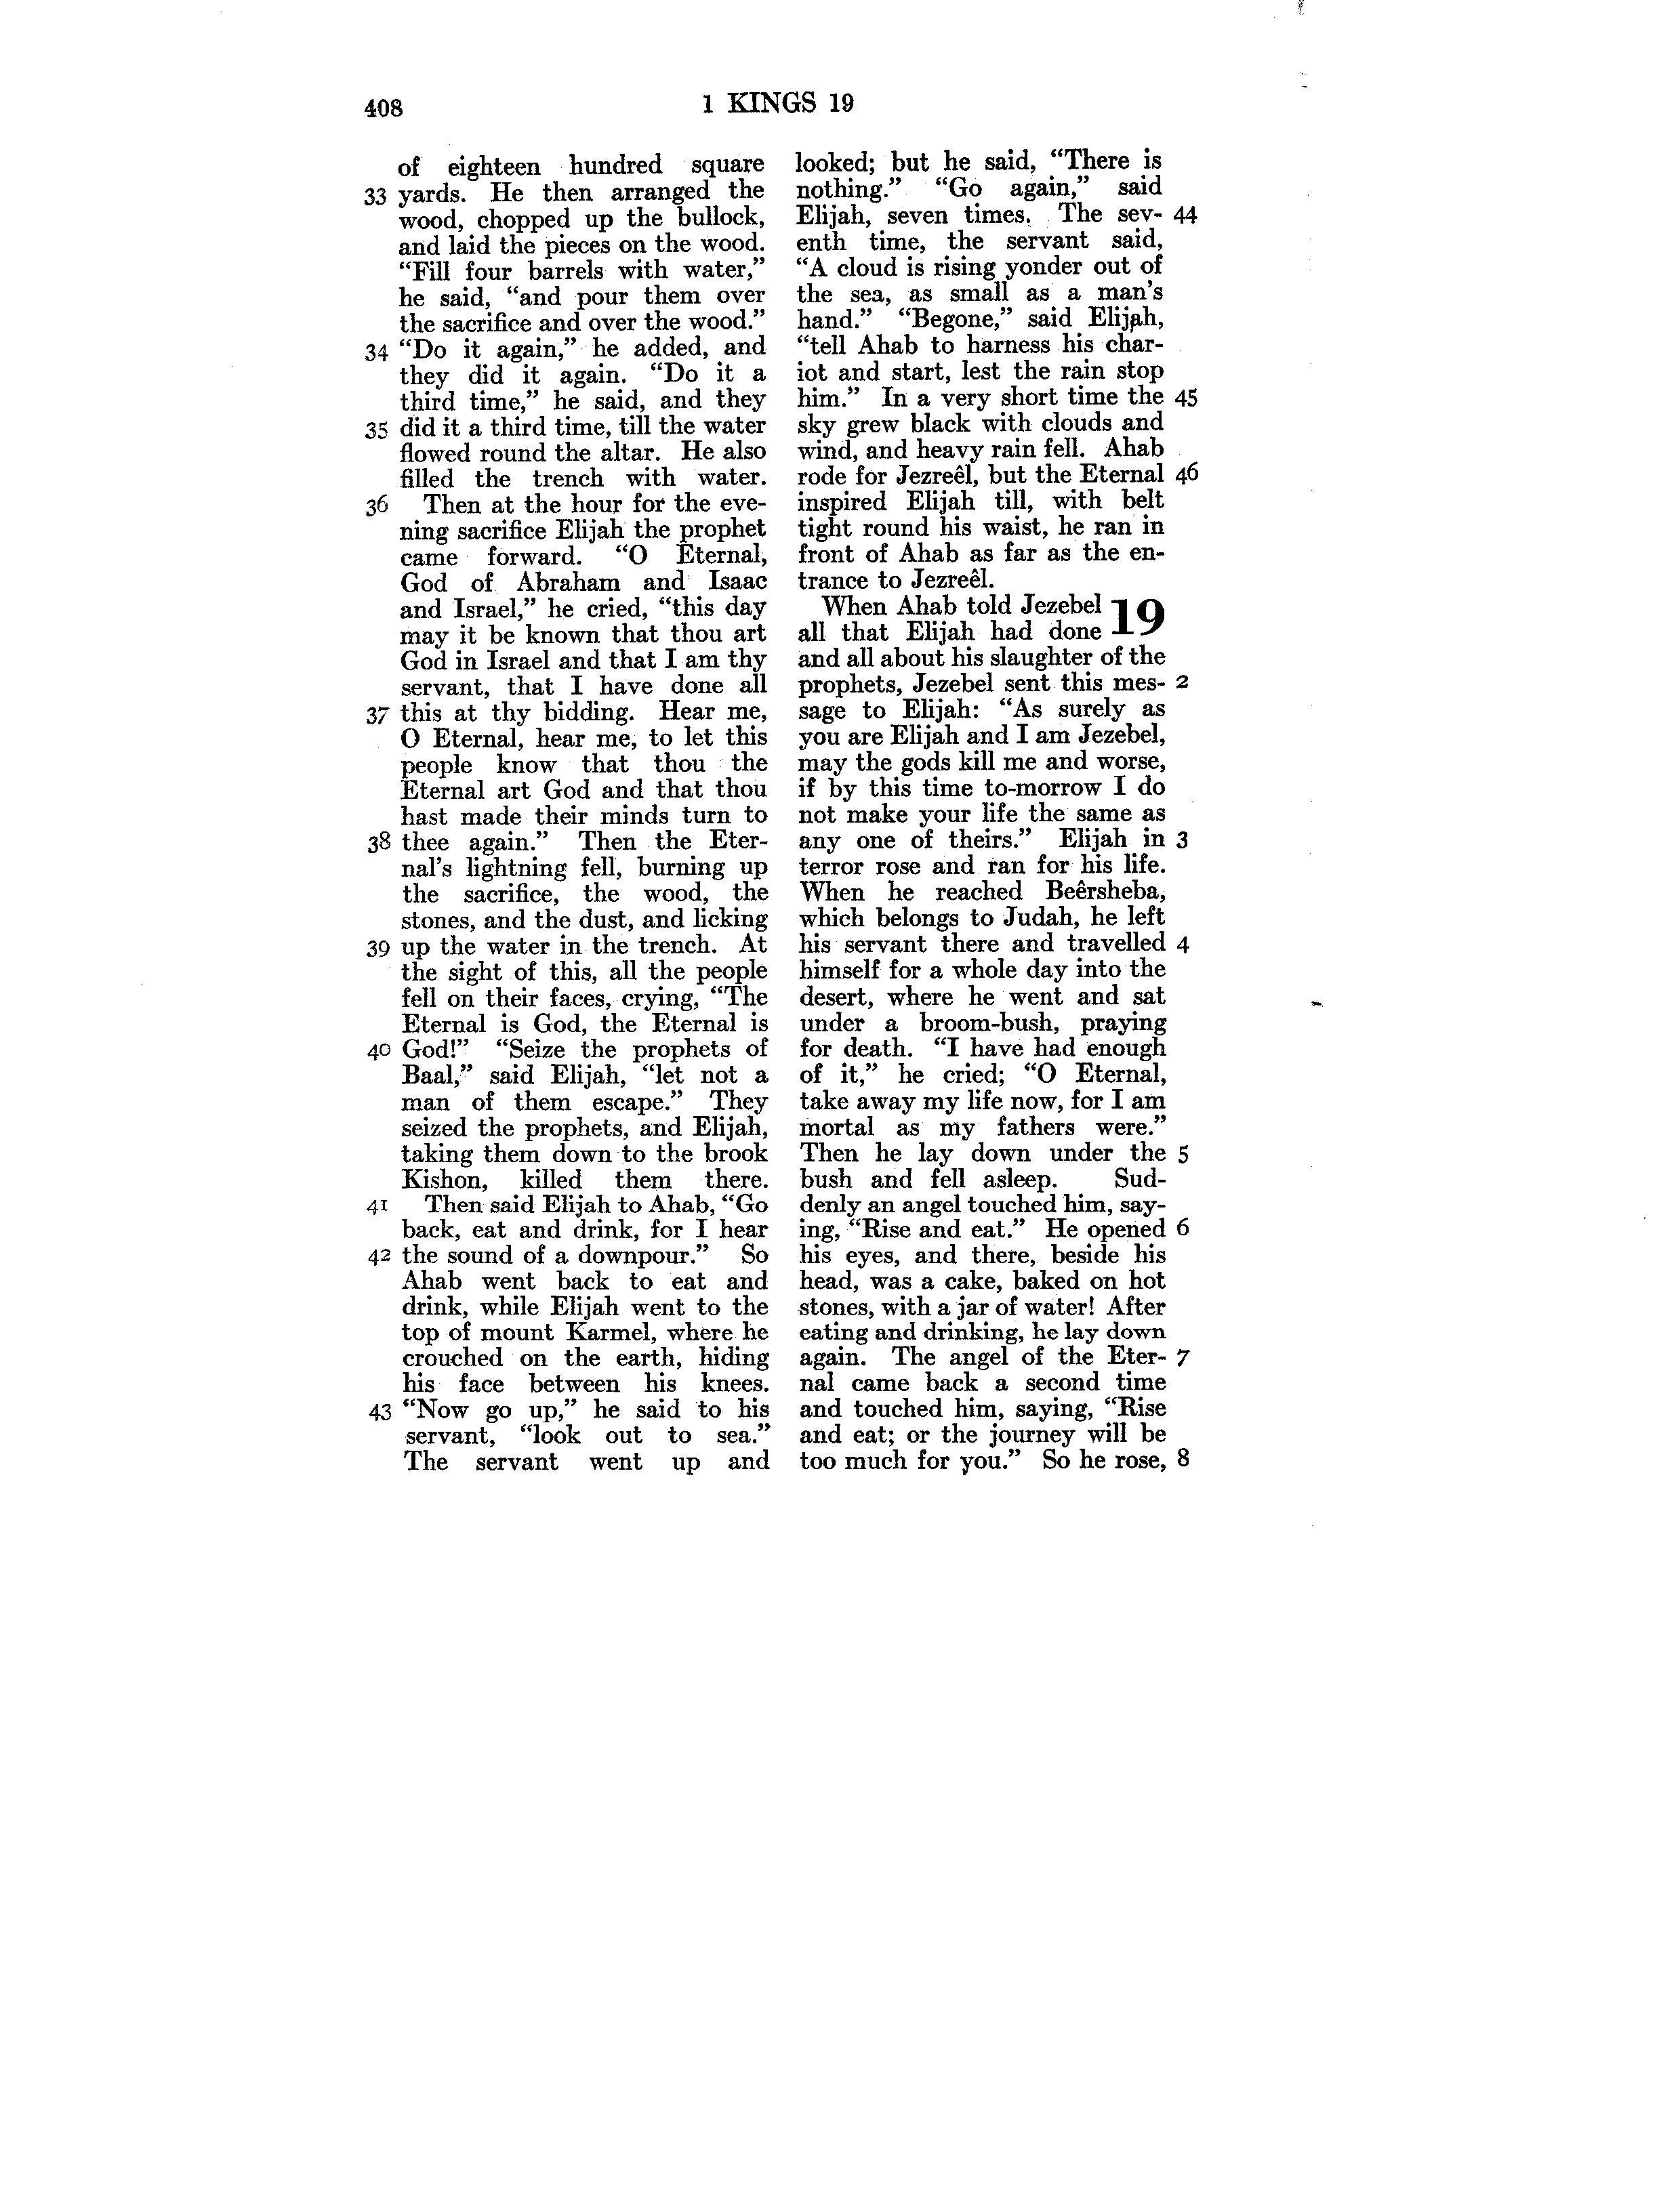 408
1 KINGS 19
of eighteen hundred square
33 yards. He then arranged the
wood, chopped up the bullock,
and laid the pieces on the wood.
“Fill four barrels with water,”
he said, “and pour them over
the sacrifice and over the wood.”
34 “Do it again,” he added, and
they did it again. “Do it a
third time,” he said, and they
35 did it a third time, till the water
flowed round the altar. He also
filled the trench with water.
36 Then at the hour for the eve-
ning sacrifice Elijah the prophet
came forward. “O Eternal,
God of Abraham and Isaac
and Israel,” he cried, “this day
may it be known that thou art
God in Israel and that I am thy
servant, that I have done all
37 this at thy bidding. Hear me,
O Eternal, hear me, to let this
people know that thou the
Eternal art God and that thou
hast made their minds turn to
38 thee again.” Then the Eter-
nal’s lightning fell, burning up
the sacrifice, the wood, the
stones, and the dust, and licking
39 up the water in the trench. At
the sight of this, all the people
fell on their faces, crying, “The
Eternal is God, the Eternal is
40 God!” “Seize the prophets of
Baal,” said Elijah, “let not a
man of them escape.” They
seized the prophets, and Elijah,
taking them down to the brook
Kishon, killed them there.
41 Then said Elijah to Ahab, “Go
back, eat and drink, for I hear
42 the sound of a downpour.” So
Ahab went back to eat and
drink, while Elijah went to the
top of mount Karmel, where he
crouched on the earth, hiding
his face between his knees.
43 “Now go up,” he said to his
servant, “look out to sea.”
The servant went up and
looked; but he said, “There is
nothing.” “Go again,” said
Elijah, seven times. The sev- 44
enth time, the servant said,
“A cloud is rising yonder out of
the sea, as small as a man’s
hand.” “Begone,” said Elijah,
“tell Ahab to harness his char-
iot and start, lest the rain stop
him.” In a very short time the 45
sky grew black with clouds and
wind, and heavy rain fell. Ahab
rode for Jezreêl, but the Eternal 46
inspired Elijah till, with belt
tight round his waist, he ran in
front of Ahab as far as the en-
trance to Jezreêl.
When Ahab told Jezebel 19
all that Elijah had done
and all about his slaughter of the
prophets, Jezebel sent this mes- 2
sage to Elijah: “As surely as
you are Elijah and I am Jezebel,
may the gods kill me and worse,
if by this time to-morrow I do
not make your life the same as
any one of theirs.” Elijah in 3
terror rose and ran for his life.
When he reached Beêrsheba,
which belongs to Judah, he left
his servant there and travelled 4
himself for a whole day into the
desert, where he went and sat
under a broom-bush, praying
for death. “I have had enough
of it,” he cried; “O Eternal,
take away my life now, for I am
mortal as my fathers were.”
Then he lay down under the 5
bush and fell asleep. Sud-
denly an angel touched him, say-
ing, “Rise and eat.” He opened 6
his eyes, and there, beside his
head, was a cake, baked on hot
stones, with a jar of water! After
eating and drinking, he lay down
again. The angel of the Eter- 7
nal came back a second time
and touched him, saying, “Rise
and eat; or the journey will be
too much for you.” So he rose, 8